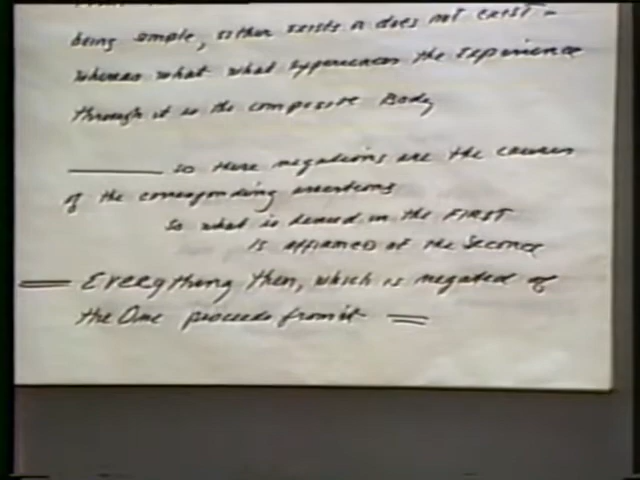 being simple, either exists or does not exist -
whereas what what experiences the experience
through it is the composite Body
so these negations are the causes
of the corresponding assertions
so what is denied in the FIRST
is affirmed of the Second
Everything then, which is negated of
the One proceeds from it